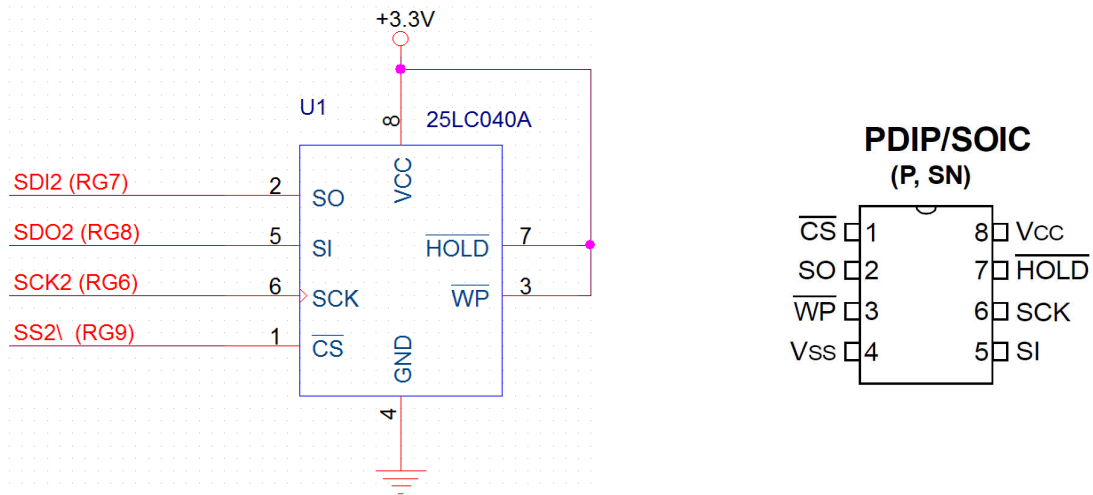 +3.3V
U1
25LC040A
8
VCC
SDI2 (RG7)
2
SO
SDO2 (RG8)
5
SI
HOLD
7
SCK2 (RG6)
6
SCK
WP
3
SS2\ (RG9)
1
CS
GND
4
PDIP/SOIC
(P, SN)
CS 1 8 VCC
SO 2 7 HOLD
WP 3 6 SCK
VSS 4 5 SI